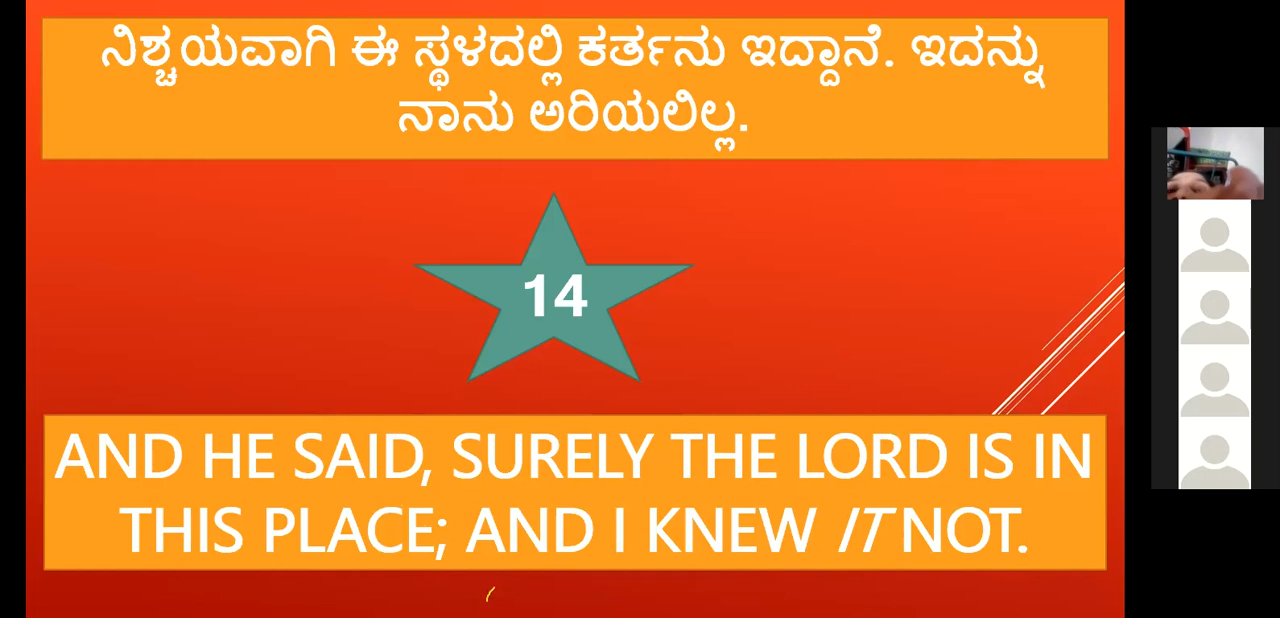 ನಿಶ್ಚಯವಾಗಿ ಈ ಸ್ಥಳದಲ್ಲಿ ಕರ್ತನು ಇದ್ದಾನೆ. ಇದನ್ನು
ನಾನು ಅರಿಯಲಿಲ್ಲ.
14
AND HE SAID, SURELY THE LORD IS IN
THIS PLACE; AND I KNEW IT NOT.